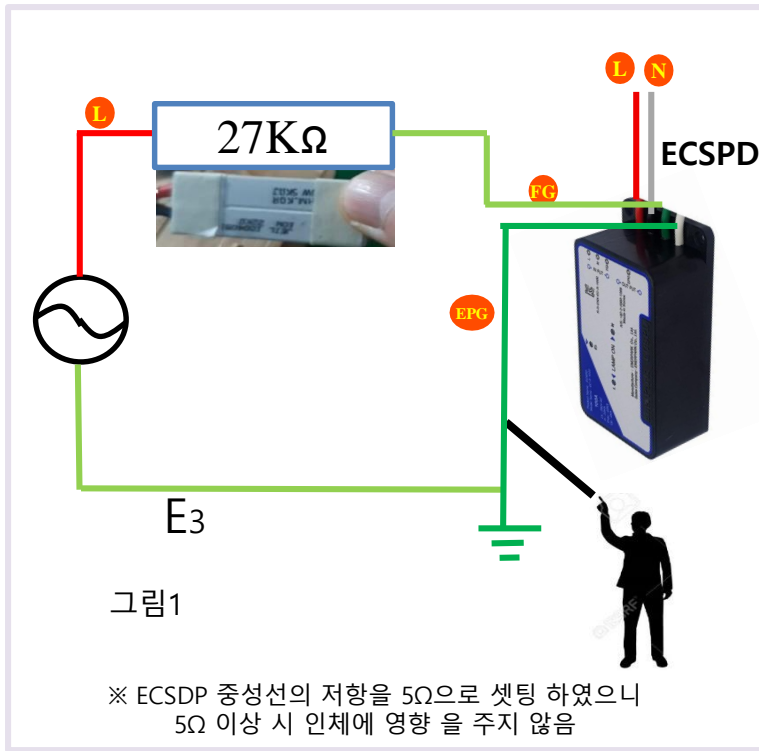 L N
L
27KΩ
ECSPD
FG
EPG
E3
그림1
※ ECSDP 중성선의 저항을 5Ω으로 셋팅 하였으니
5Ω 이상 시 인체에 영향 을 주지 않음